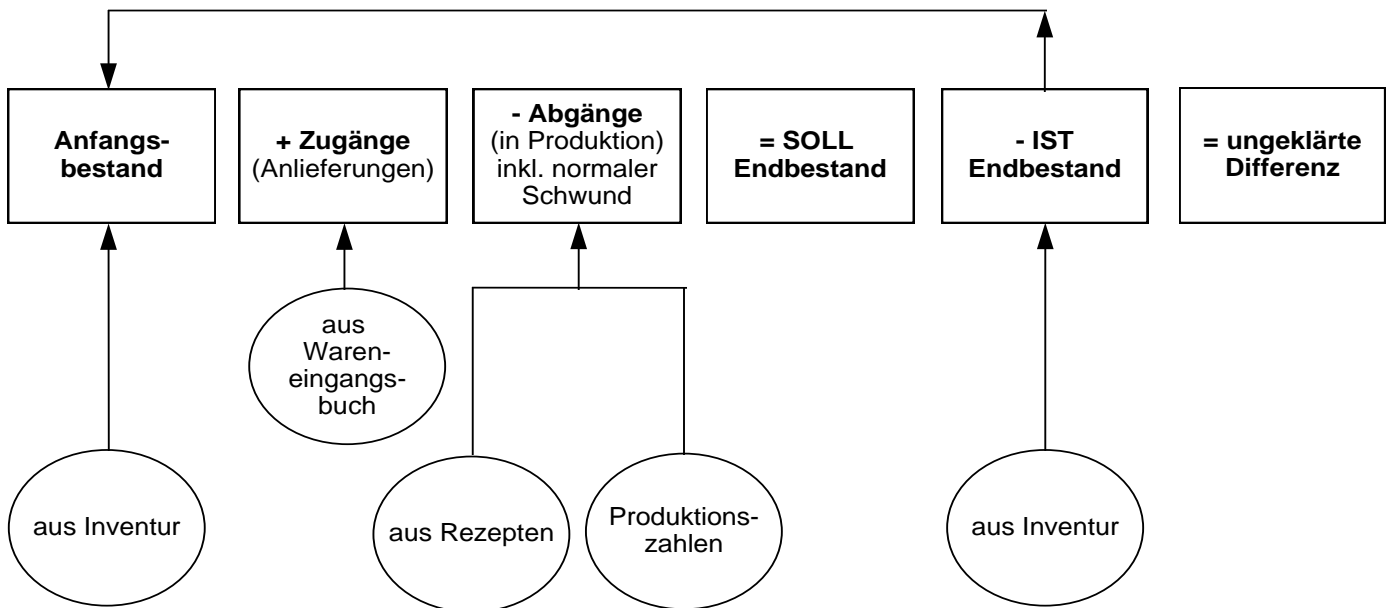 Anfangs-
bestand
+ Zugänge
(Anlieferungen)
- Abgänge
(in Produktion)
inkl. normaler
Schwund
= SOLL
Endbestand
- IST
Endbestand
= ungeklärte
Differenz
aus
Waren-
eingangs-
buch
aus Inventur
aus Rezepten
Produktions-
zahlen
aus Inventur